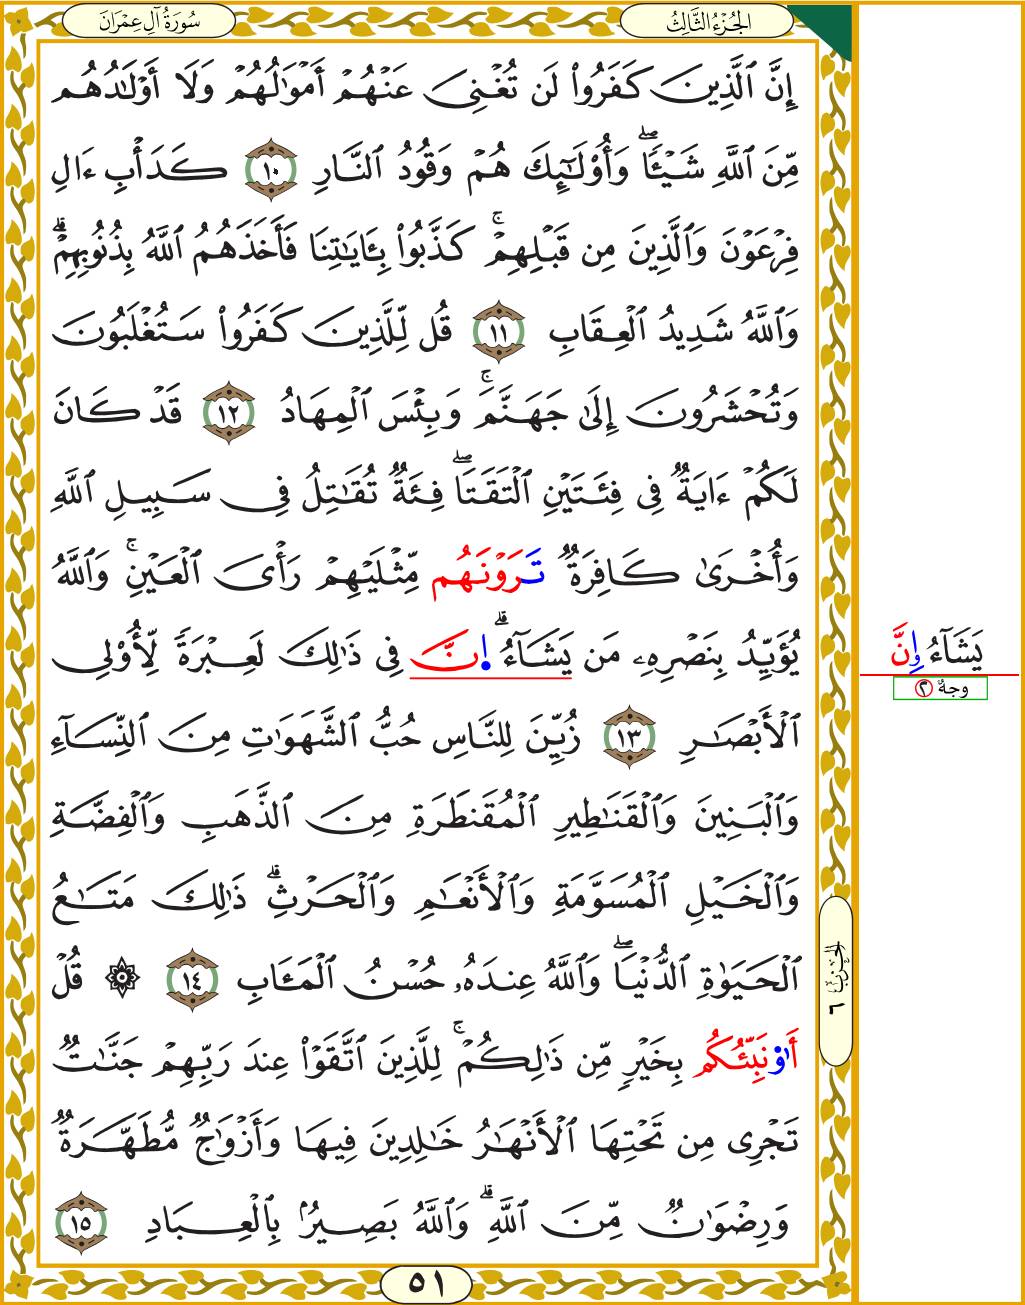 سُورَةُ آلِ عِمْرَان
الجُزْءُ الثَّالِثُ
إِنَّ ٱلَّذِينَ كَفَرُوا۟ لَن تُغْنِىَ عَنْهُمْ أَمْوَٰلُهُمْ وَلَآ أَوْلَـٰدُهُم
مِّنَ ٱللَّهِ شَيْـًٔا ۖ وَأُو۟لَـٰٓئِكَ هُمْ وَقُودُ ٱلنَّارِ ١٠ كَدَأْبِ ءَالِ
فِرْعَوْنَ وَٱلَّذِينَ مِن قَبْلِهِمْ ۚ كَذَّبُوا۟ بِـَٔايَـٰتِنَا فَأَخَذَهُمُ ٱللَّهُ بِذُنُوبِهِمْ ۗ
وَٱللَّهُ شَدِيدُ ٱلْعِقَابِ ١١ قُل لِّلَّذِينَ كَفَرُوا۟ سَتُغْلَبُونَ
وَتُحْشَرُونَ إِلَىٰ جَهَنَّمَ ۚ وَبِئْسَ ٱلْمِهَادُ ١٢ قَدْ كَانَ
لَكُمْ ءَايَةٌ فِى فِئَتَيْنِ ٱلْتَقَتَا ۖ فِئَةٌ تُقَـٰتِلُ فِى سَبِيلِ ٱللَّهِ
وَأُخْرَىٰ كَافِرَةٌ تَرَوْنَهُم مِّثْلَيْهِمْ رَأْىَ ٱلْعَيْنِ ۚ وَٱللَّهُ
يُؤَيِّدُ بِنَصْرِهِۦ مَن يَشَآءُ ۗ إِنَّ فِى ذَٰلِكَ لَعِبْرَةً لِّأُو۟لِى
يَشَآءُ وِنَّ
وجهٌ ٢
ٱلْأَبْصَـٰرِ ١٣ زُيِّنَ لِلنَّاسِ حُبُّ ٱلشَّهَوَٰتِ مِنَ ٱلنِّسَآءِ
وَٱلْبَنِينَ وَٱلْقَنَـٰطِيرِ ٱلْمُقَنطَرَةِ مِنَ ٱلذَّهَبِ وَٱلْفِضَّةِ
وَٱلْخَيْلِ ٱلْمُسَوَّمَةِ وَٱلْأَنْعَـٰمِ وَٱلْحَرْثِ ۗ ذَٰلِكَ مَتَـٰعُ
ٱلْحَيَوٰةِ ٱلدُّنْيَا ۖ وَٱللَّهُ عِندَهُۥ حُسْنُ ٱلْمَـَٔابِ ١٤ ۞ قُلْ
الحِزْب ٦
أَا۬وْنَبِّئُكُم بِخَيْرٍ مِّن ذَٰلِكُمْ ۚ لِلَّذِينَ ٱتَّقَوْا۟ عِندَ رَبِّهِمْ جَنَّـٰتٌ
تَجْرِى مِن تَحْتِهَا ٱلْأَنْهَـٰرُ خَـٰلِدِينَ فِيهَا وَأَزْوَٰجٌ مُّطَهَّرَةٌ
وَرِضْوَٰنٌ مِّنَ ٱللَّهِ ۗ وَٱللَّهُ بَصِيرٌۢ بِٱلْعِبَادِ ١٥
٥١